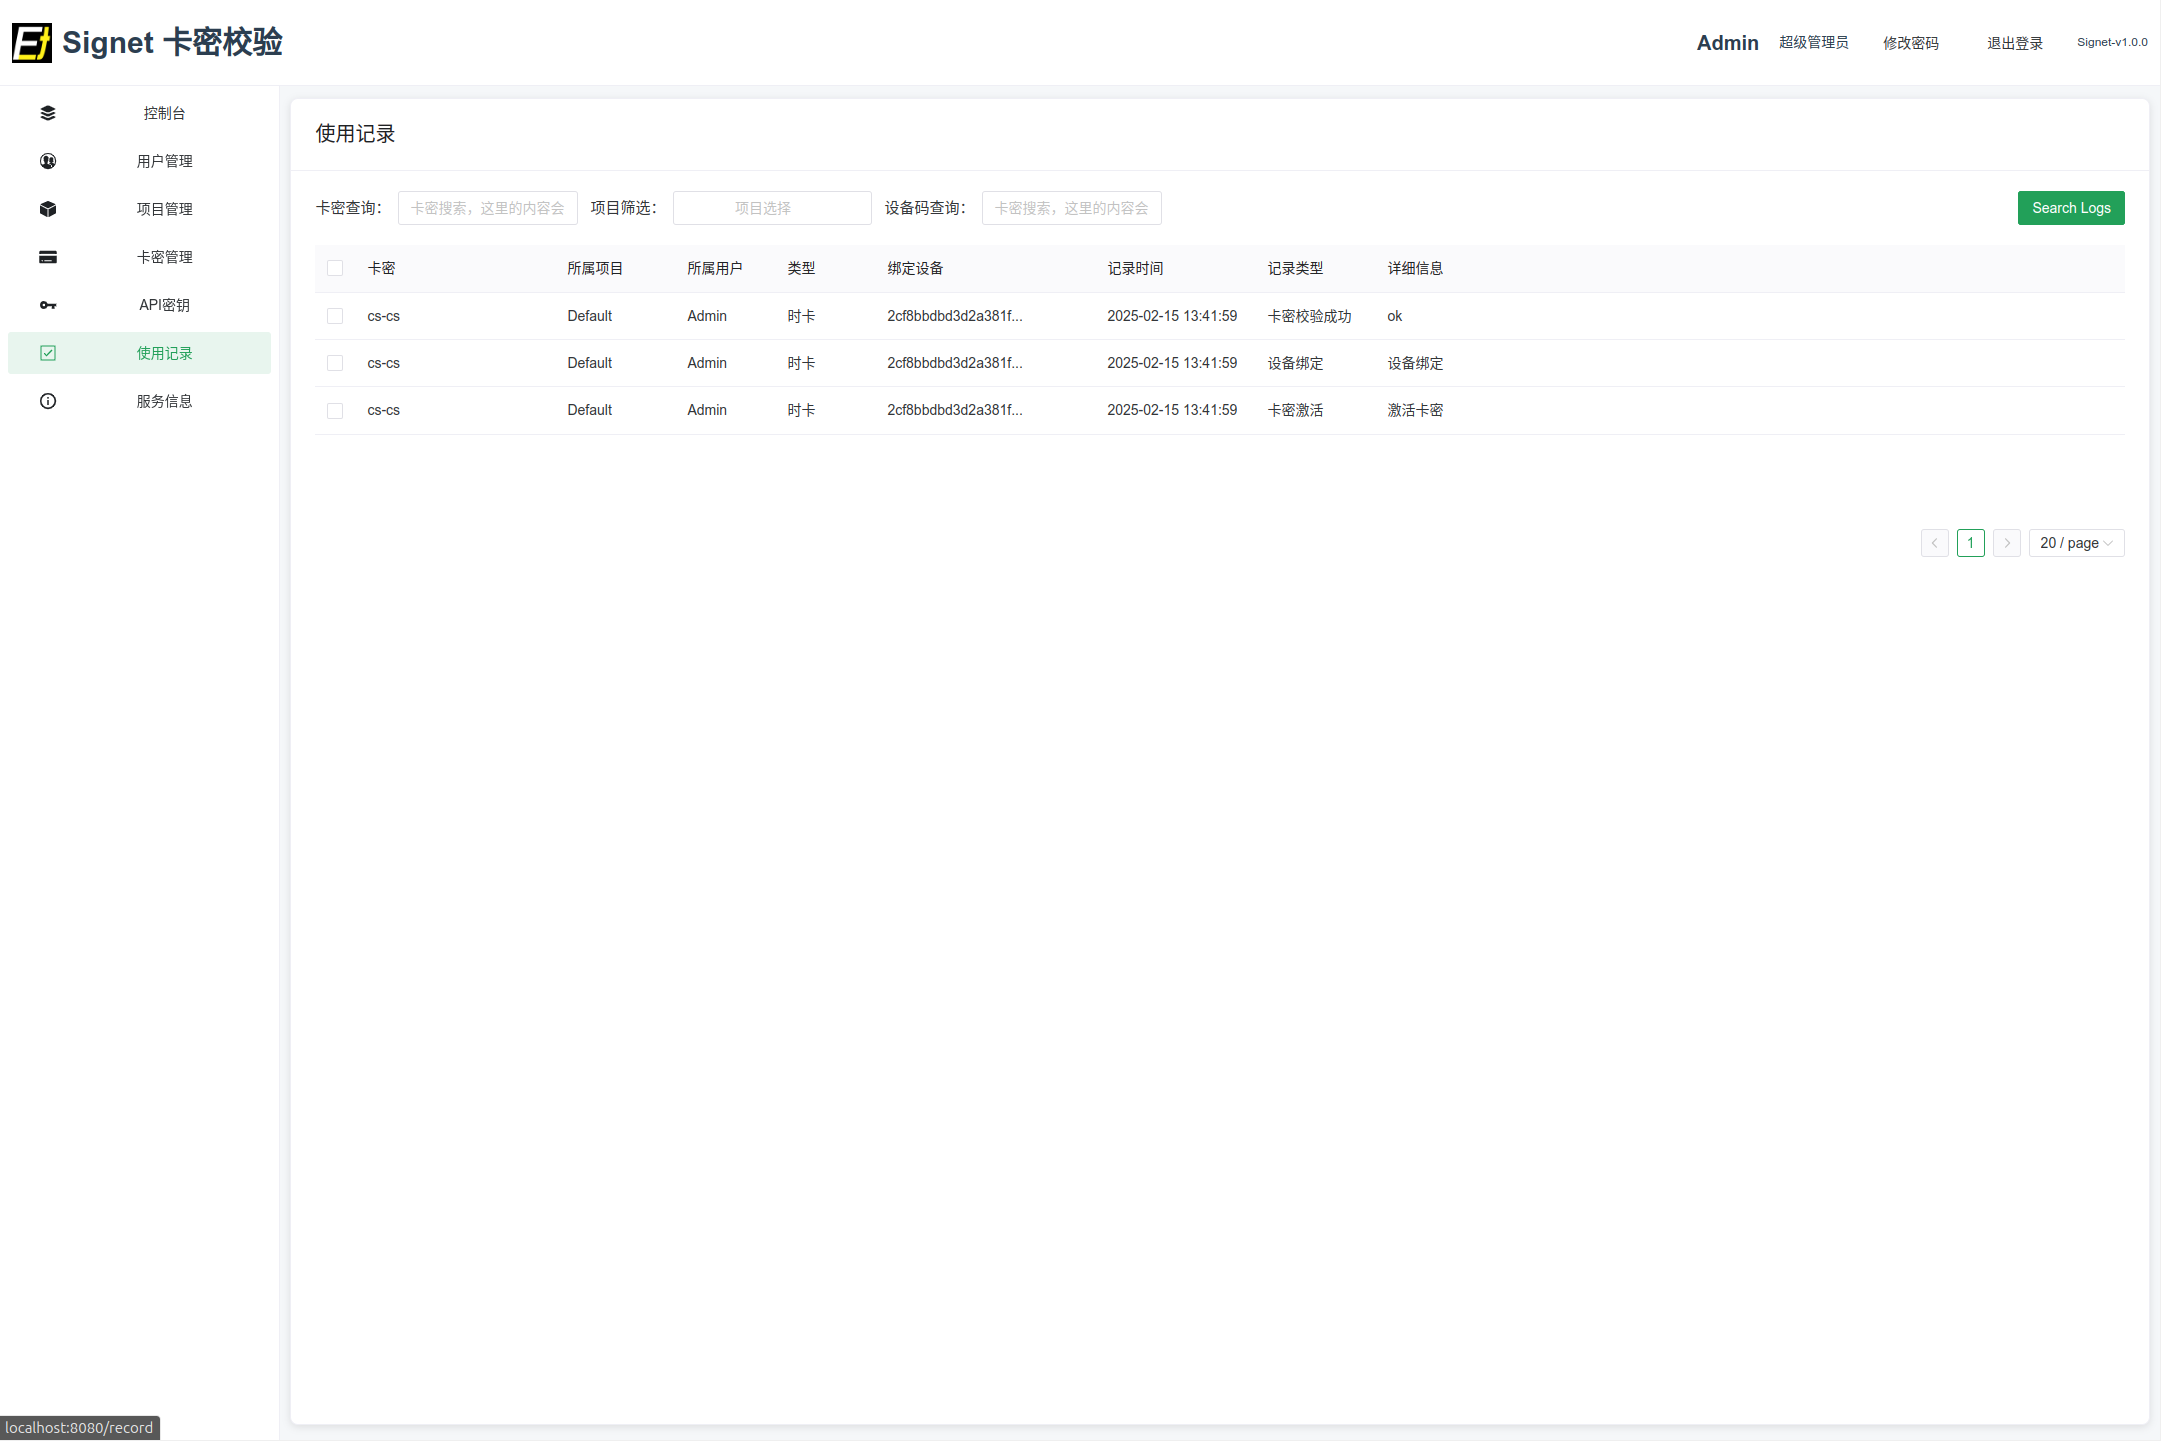 Et Signet 卡密校验
Admin 超级管理员 修改密码 退出登录 Signet-v1.0.0
控制台
用户管理
项目管理
卡密管理
API密钥
使用记录
服务信息
使用记录
卡密查询： 卡密搜索，这里的内容会 项目筛选： 项目选择 设备码查询： 卡密搜索，这里的内容会 Search Logs
卡密 所属项目 所属用户 类型 绑定设备 记录时间 记录类型 详细信息
cs-cs Default Admin 时卡 2cf8bbdbd3d2a381f... 2025-02-15 13:41:59 卡密校验成功 ok
cs-cs Default Admin 时卡 2cf8bbdbd3d2a381f... 2025-02-15 13:41:59 设备绑定 设备绑定
cs-cs Default Admin 时卡 2cf8bbdbd3d2a381f... 2025-02-15 13:41:59 卡密激活 激活卡密
1 20 / page
localhost:8080/record